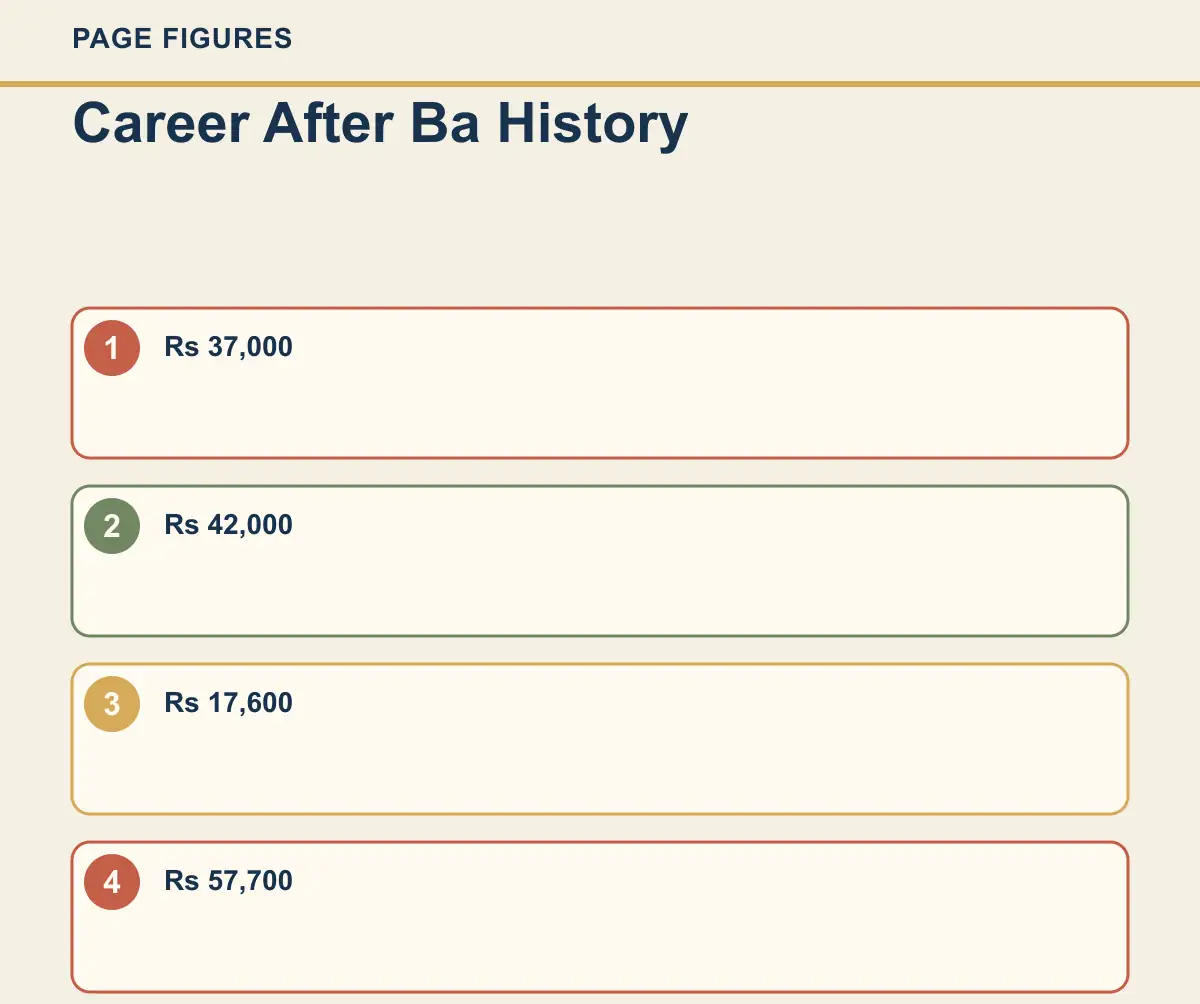 PAGE FIGURES
Career After Ba History
1 Rs 37,000
2 Rs 42,000
3 Rs 17,600
4 Rs 57,700